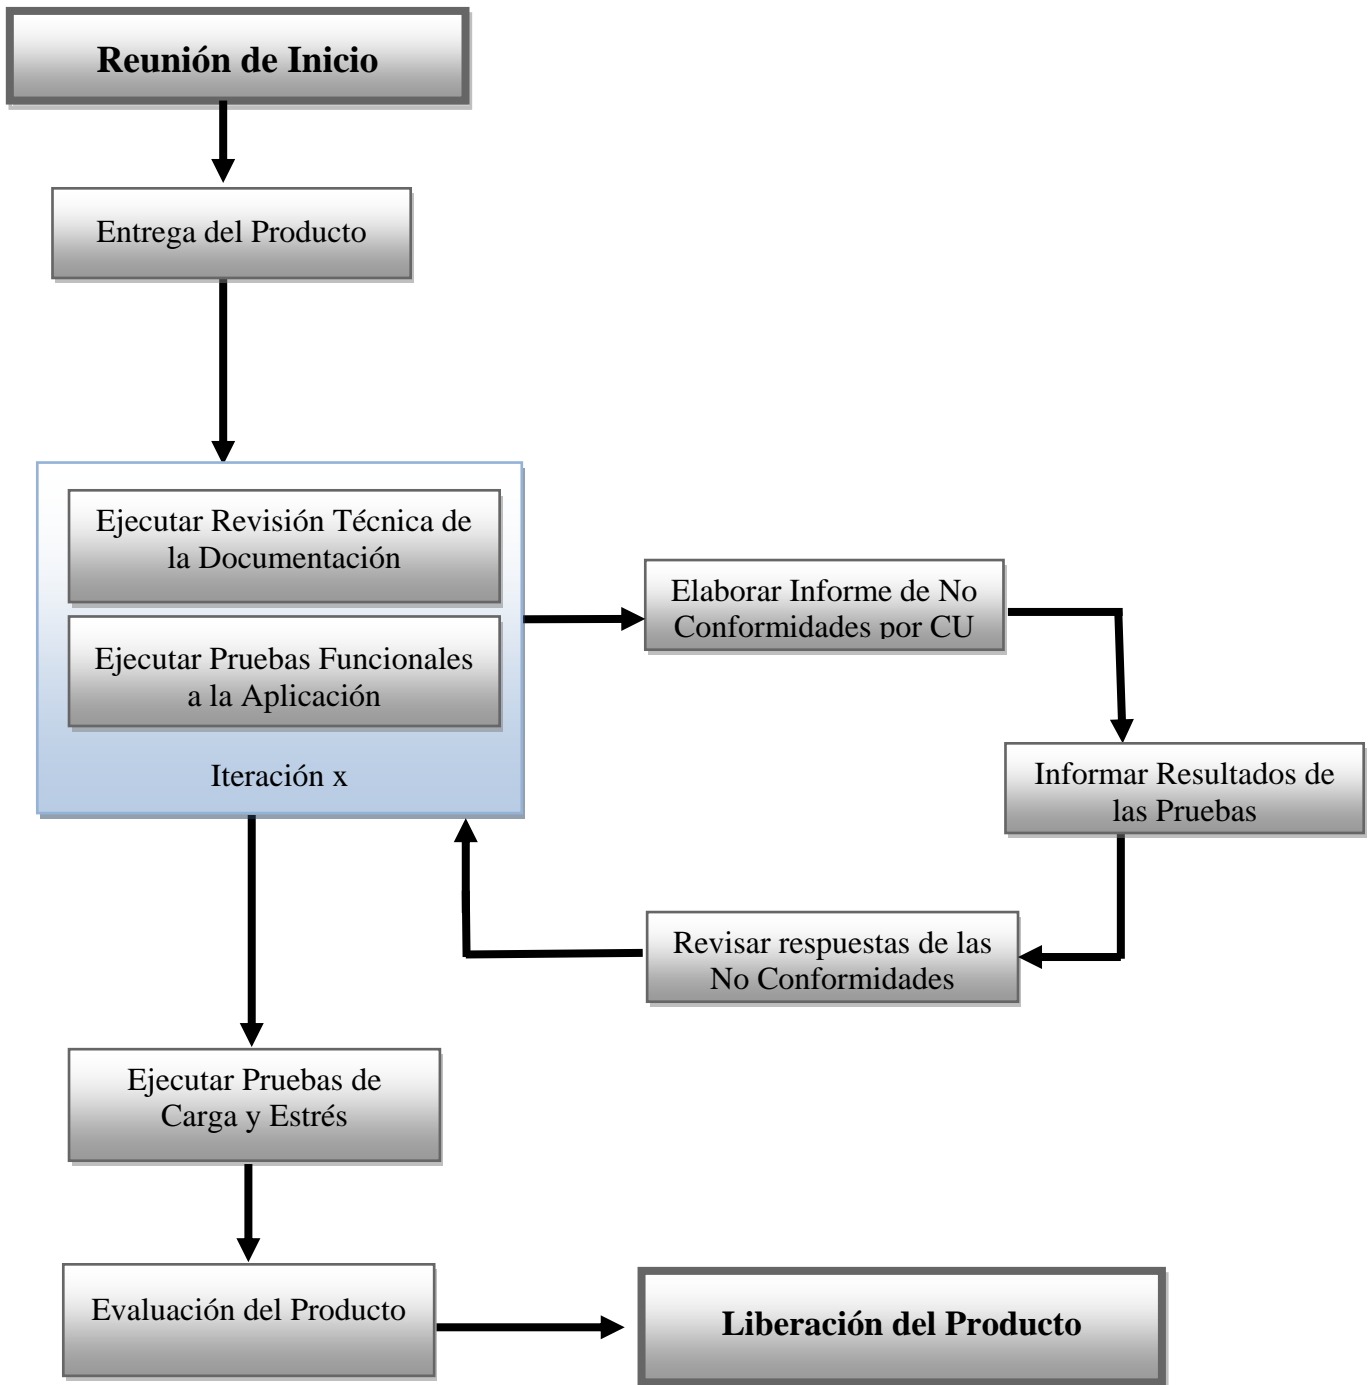 Reunión de Inicio
Entrega del Producto
Ejecutar Revisión Técnica de
la Documentación
Ejecutar Pruebas Funcionales
a la Aplicación
Iteración x
Elaborar Informe de No
Conformidades por CU
Informar Resultados de
las Pruebas
Revisar respuestas de las
No Conformidades
Ejecutar Pruebas de
Carga y Estrés
Evaluación del Producto
Liberación del Producto